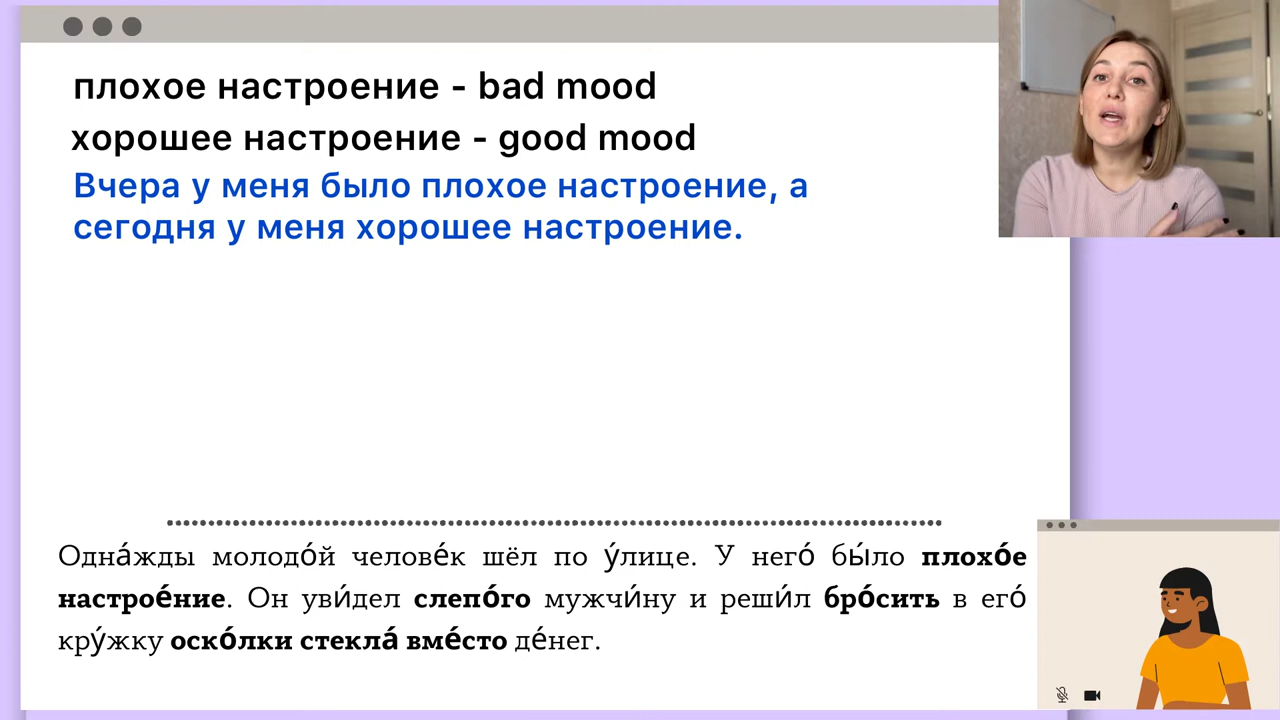 плохое настроение - bad mood
хорошее настроение - good mood
Вчера у меня было плохое настроение, а
сегодня у меня хорошее настроение.
Одна́жды молодо́й челове́к шёл по у́лице. У него́ бы́ло плохо́е
настрое́ние. Он уви́дел слепо́го мужчи́ну и реши́л бро́сить в его́
кру́жку оско́лки стекла́ вме́сто де́нег.